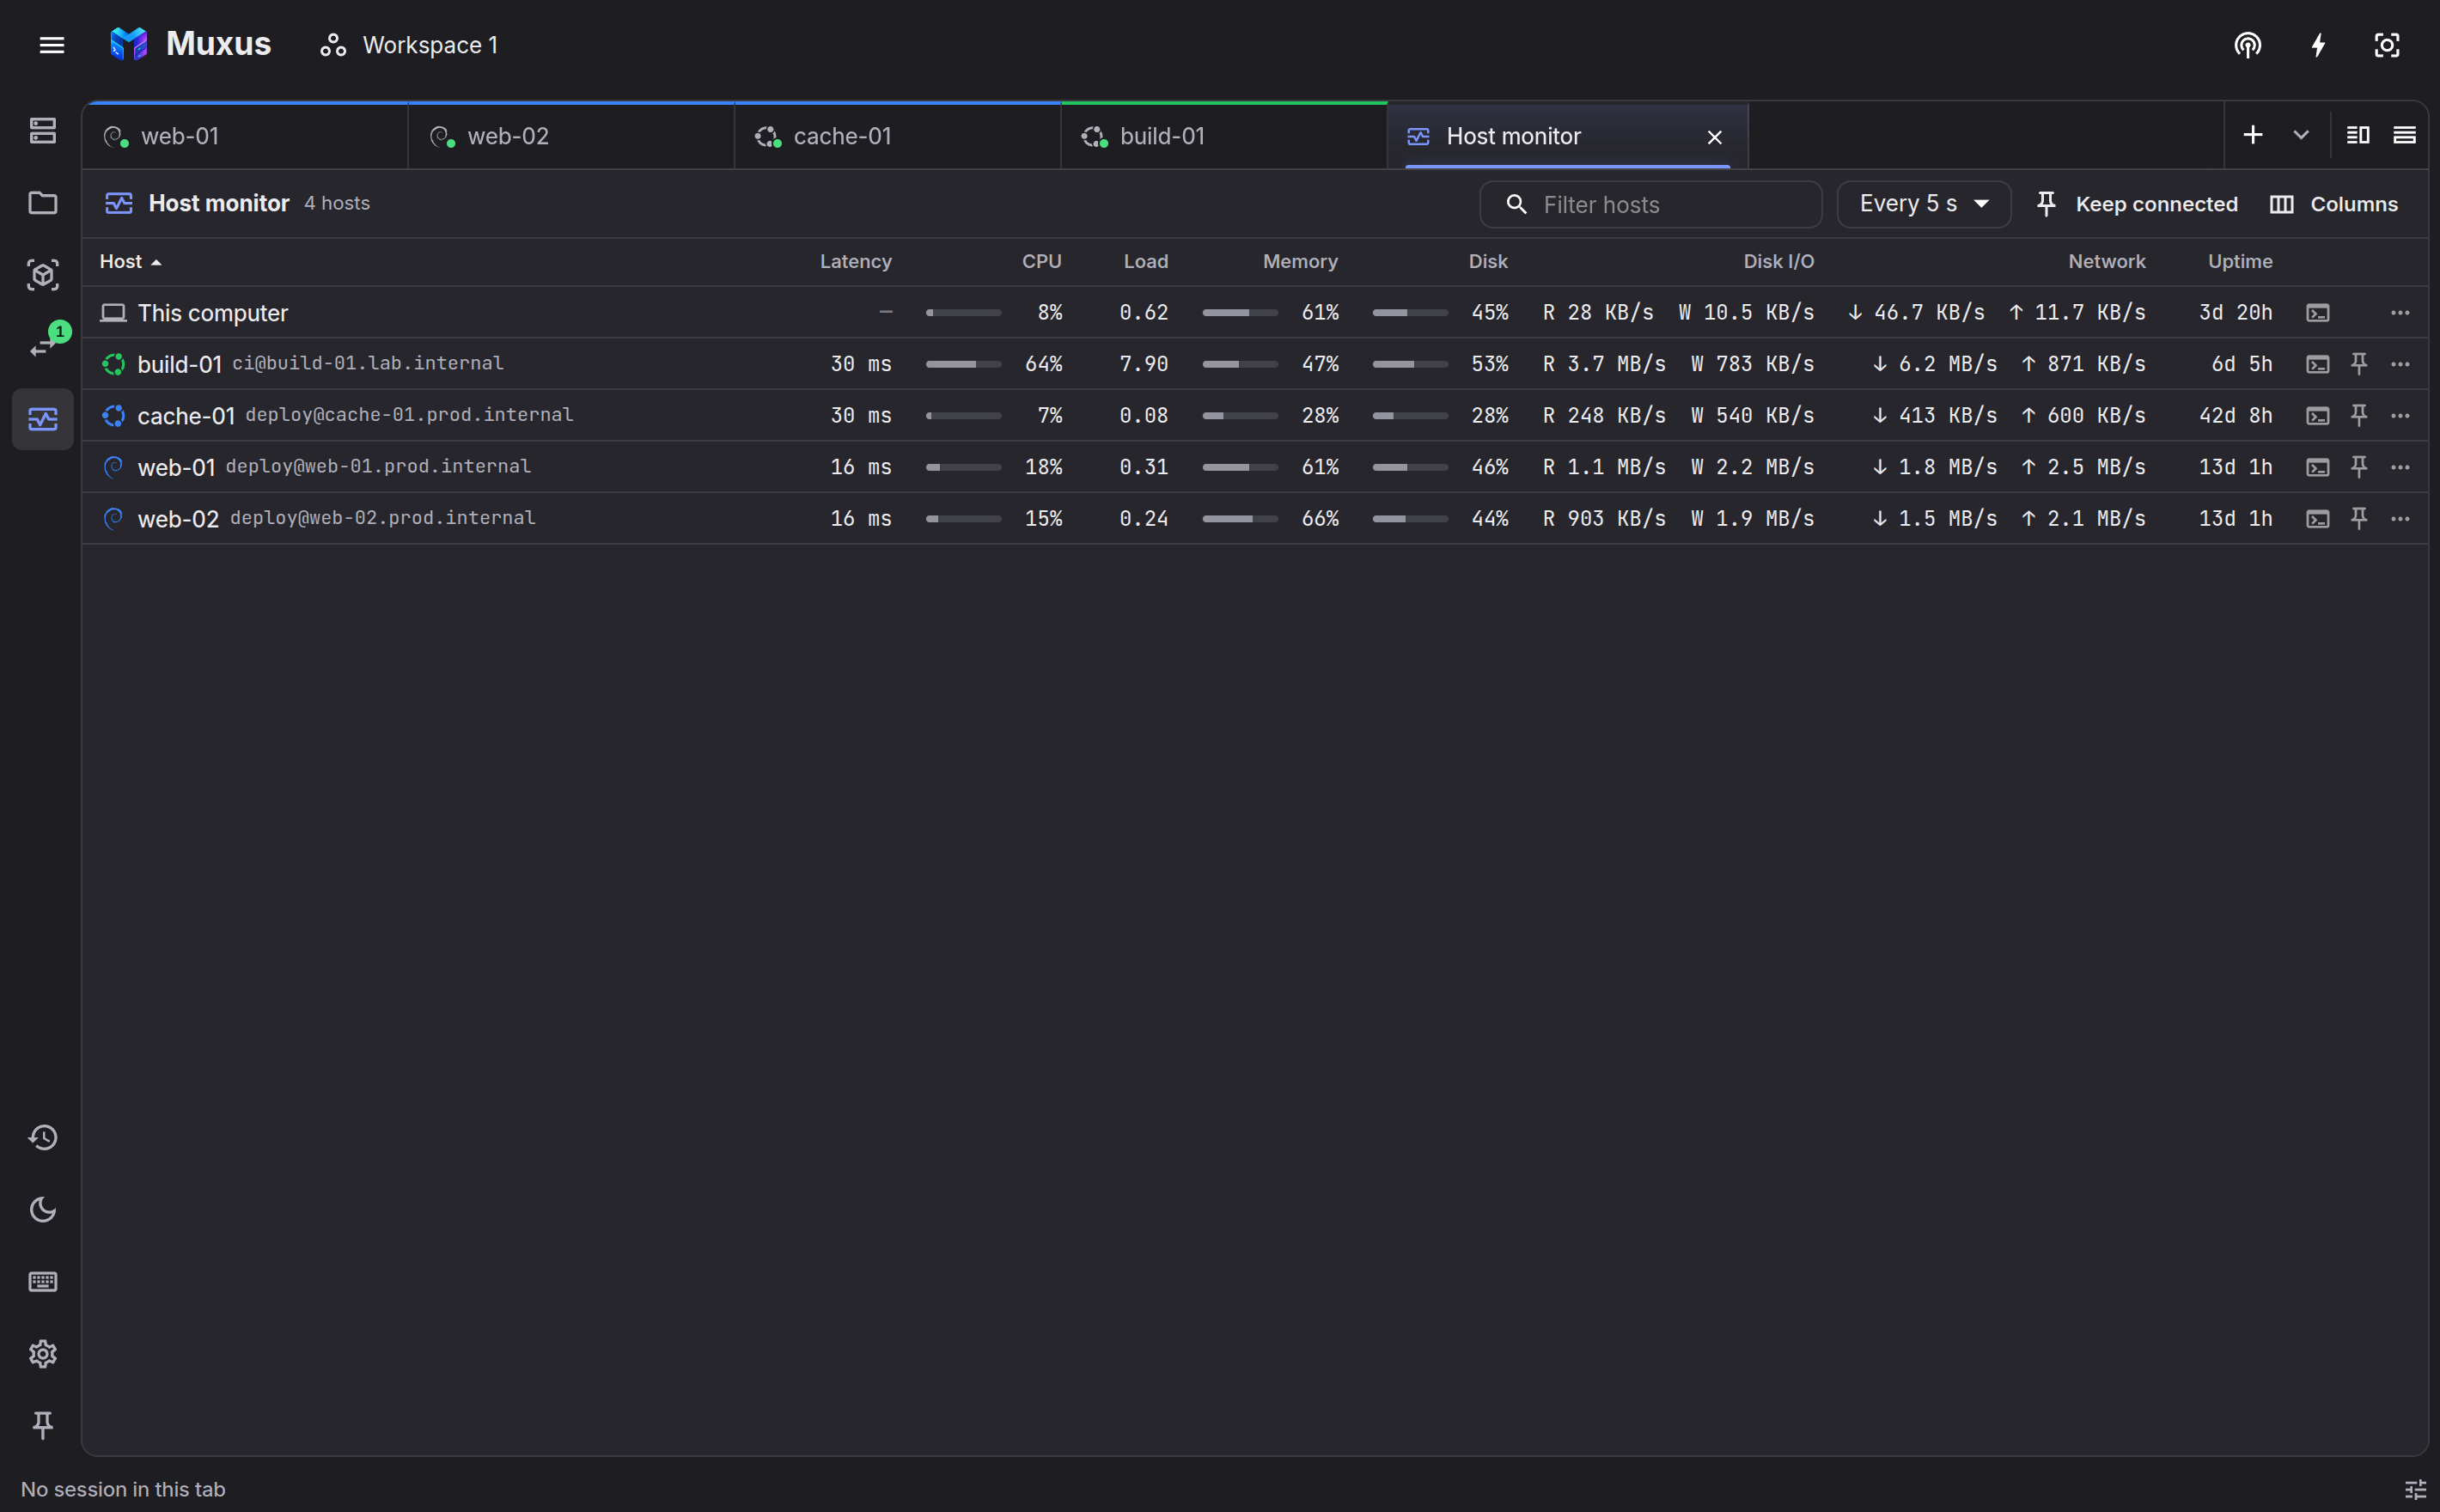 Muxus Workspace 1
web-01 web-02 cache-01 build-01 Host monitor
Host monitor 4 hosts Filter hosts Every 5 s Keep connected Columns
Host Latency CPU Load Memory Disk Disk I/O Network Uptime
This computer — 8% 0.62 61% 45% R 28 KB/s W 10.5 KB/s ↓ 46.7 KB/s ↑ 11.7 KB/s 3d 20h
1
build-01 ci@build-01.lab.internal 30 ms 64% 7.90 47% 53% R 3.7 MB/s W 783 KB/s ↓ 6.2 MB/s ↑ 871 KB/s 6d 5h
cache-01 deploy@cache-01.prod.internal 30 ms 7% 0.08 28% 28% R 248 KB/s W 540 KB/s ↓ 413 KB/s ↑ 600 KB/s 42d 8h
web-01 deploy@web-01.prod.internal 16 ms 18% 0.31 61% 46% R 1.1 MB/s W 2.2 MB/s ↓ 1.8 MB/s ↑ 2.5 MB/s 13d 1h
web-02 deploy@web-02.prod.internal 16 ms 15% 0.24 66% 44% R 903 KB/s W 1.9 MB/s ↓ 1.5 MB/s ↑ 2.1 MB/s 13d 1h
No session in this tab